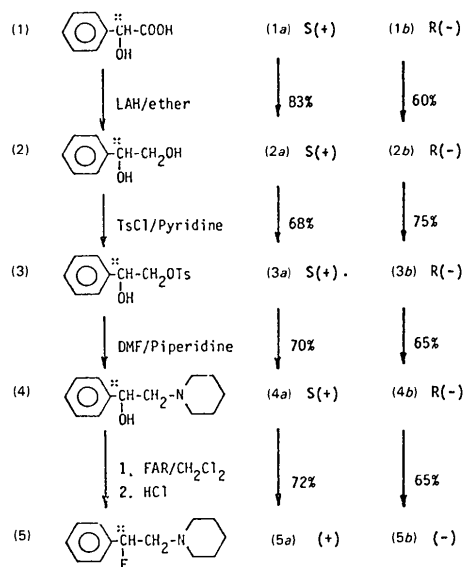 (1) CH-COOH (1a) S(+) (1b) R(-)
OH
LAH/ether 83% 60%
(2) CH-CH2OH (2a) S(+) (2b) R(-)
OH
TsCl/Pyridine 68% 75%
(3) CH-CH2OTs (3a) S(+). (3b) R(-)
OH
DMF/Piperidine 70% 65%
(4) CH-CH2-N (4a) S(+) (4b) R(-)
OH
1. FAR/CH2Cl2 72% 65%
2. HCl
(5) CH-CH2-N (5a) (+) (5b) (-)
F